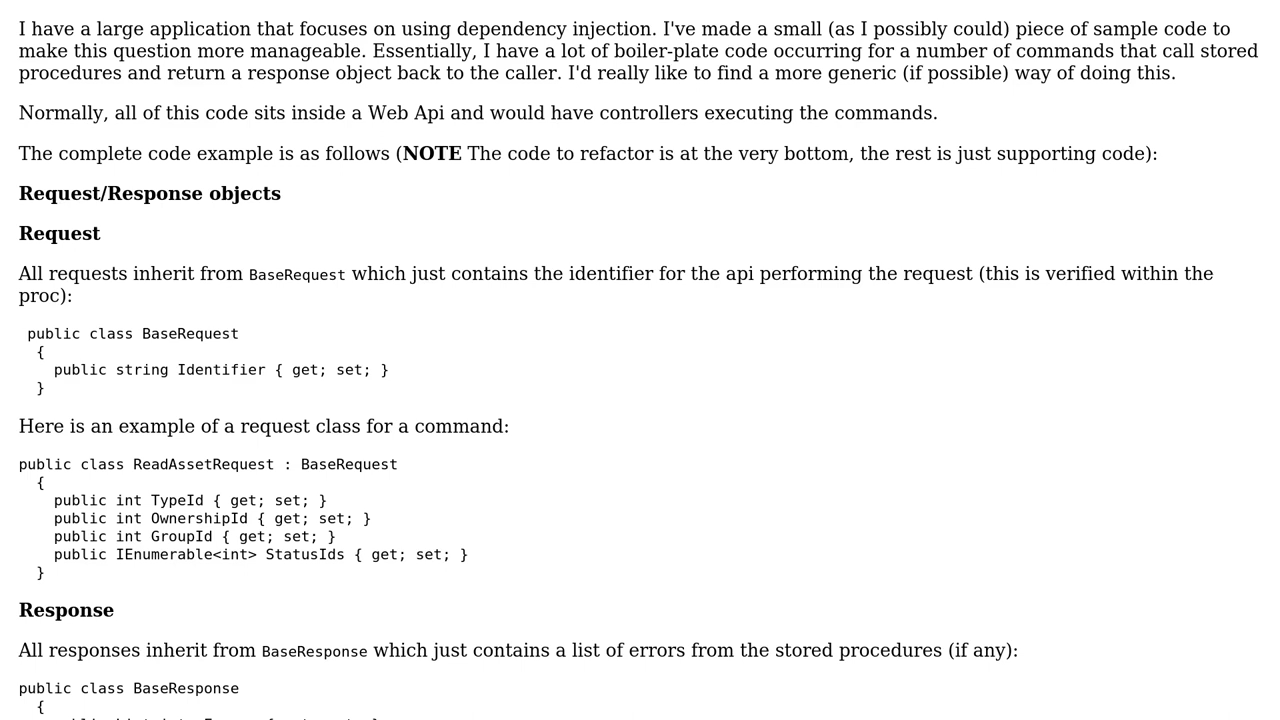 I have a large application that focuses on using dependency injection. I've made a small (as I possibly could) piece of sample code to
make this question more manageable. Essentially, I have a lot of boiler-plate code occurring for a number of commands that call stored
procedures and return a response object back to the caller. I'd really like to find a more generic (if possible) way of doing this.
Normally, all of this code sits inside a Web Api and would have controllers executing the commands.
The complete code example is as follows (NOTE The code to refactor is at the very bottom, the rest is just supporting code):
Request/Response objects
Request
All requests inherit from BaseRequest which just contains the identifier for the api performing the request (this is verified within the
proc):
public class BaseRequest
{
public string Identifier { get; set; }
}
Here is an example of a request class for a command:
public class ReadAssetRequest : BaseRequest
{
public int TypeId { get; set; }
public int OwnershipId { get; set; }
public int GroupId { get; set; }
public IEnumerable<int> StatusIds { get; set; }
}
Response
All responses inherit from BaseResponse which just contains a list of errors from the stored procedures (if any):
public class BaseResponse
{